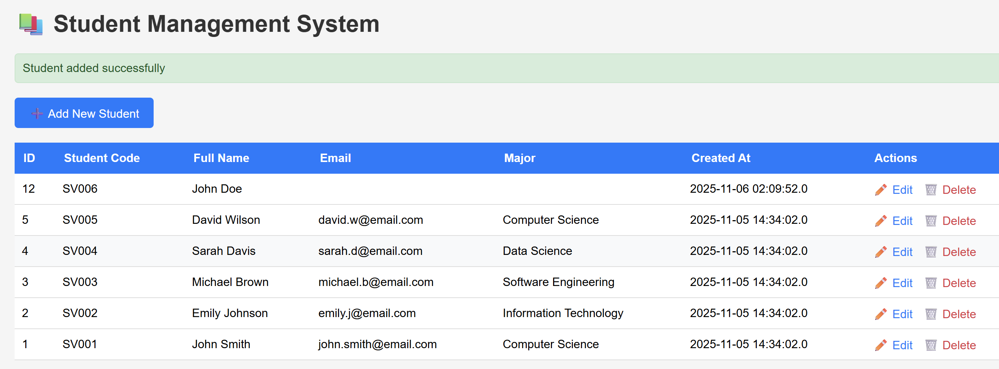 Student Management System
Student added successfully
Add New Student
ID Student Code Full Name Email Major Created At Actions
12 SV006 John Doe 2025-11-06 02:09:52.0 Edit Delete
5 SV005 David Wilson david.w@email.com Computer Science 2025-11-05 14:34:02.0 Edit Delete
4 SV004 Sarah Davis sarah.d@email.com Data Science 2025-11-05 14:34:02.0 Edit Delete
3 SV003 Michael Brown michael.b@email.com Software Engineering 2025-11-05 14:34:02.0 Edit Delete
2 SV002 Emily Johnson emily.j@email.com Information Technology 2025-11-05 14:34:02.0 Edit Delete
1 SV001 John Smith john.smith@email.com Computer Science 2025-11-05 14:34:02.0 Edit Delete